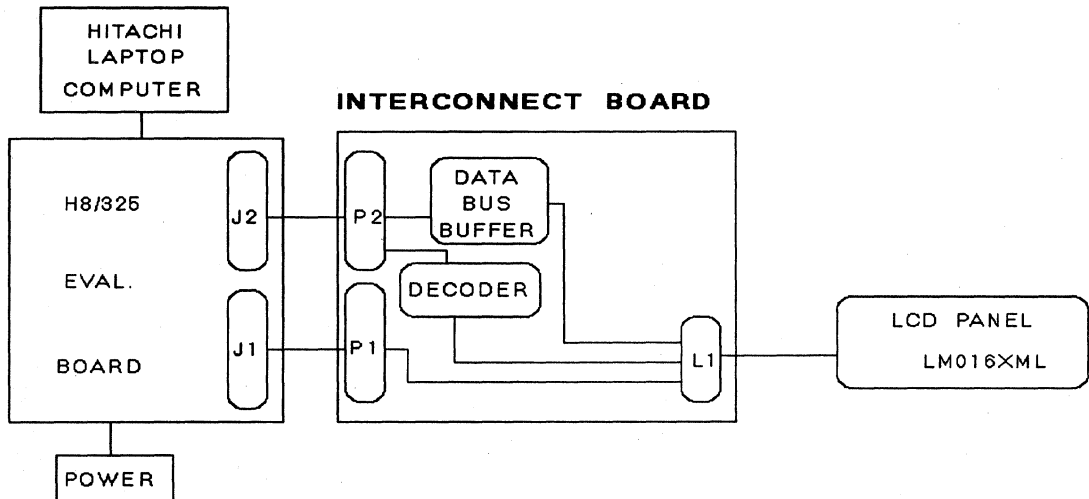 HITACHI
LAPTOP
COMPUTER
INTERCONNECT BOARD
H8/325
EVAL.
BOARD
J2
J1
P2
P1
DATA
BUS
BUFFER
DECODER
L1
LCD PANEL
LM016XML
POWER